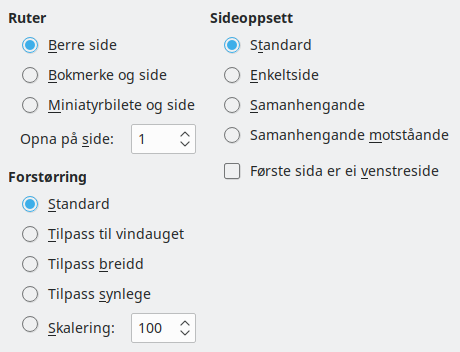 Ruter
Berre side
Bokmerke og side
Miniatyrbilete og side
Opna på side: 1
Forstørring
Standard
Tilpass til vindauget
Tilpass breidd
Tilpass synlege
Skalering: 100
Sideoppsett
Standard
Enkeltside
Samanhengande
Samanhengande motståande
Første sida er ei venstreside